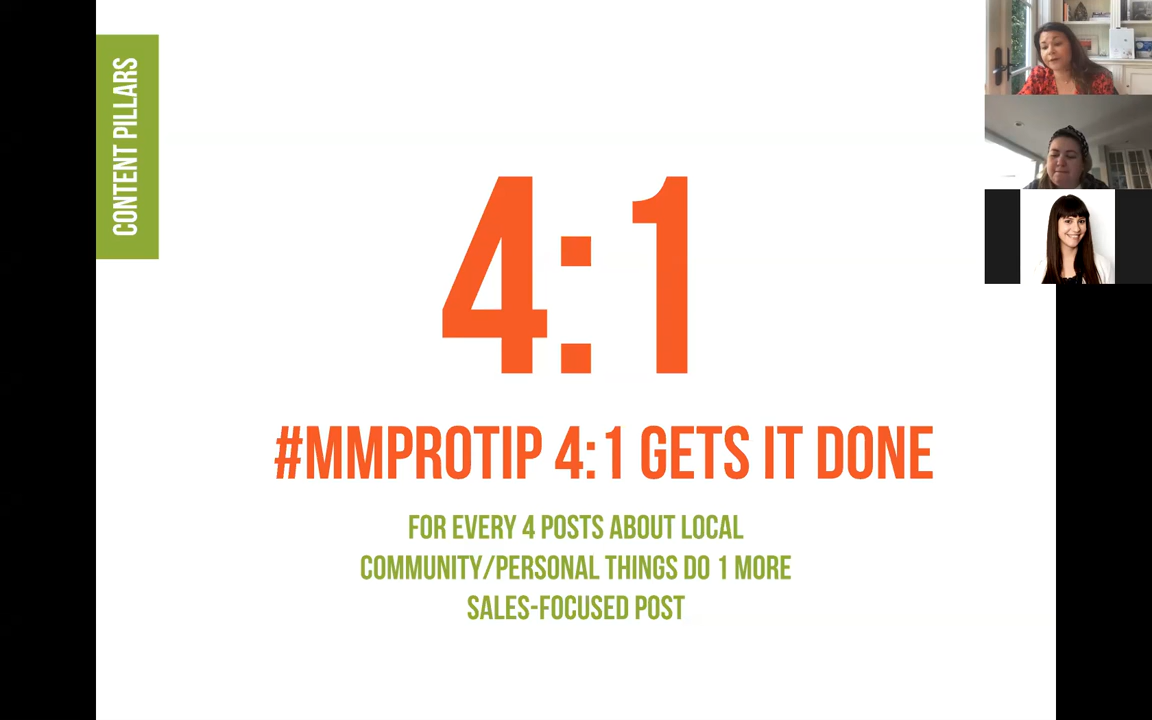 CONTENT PILLARS
4:1
#MMPROTIP 4:1 GETS IT DONE
FOR EVERY 4 POSTS ABOUT LOCAL
COMMUNITY/PERSONAL THINGS DO 1 MORE
SALES-FOCUSED POST